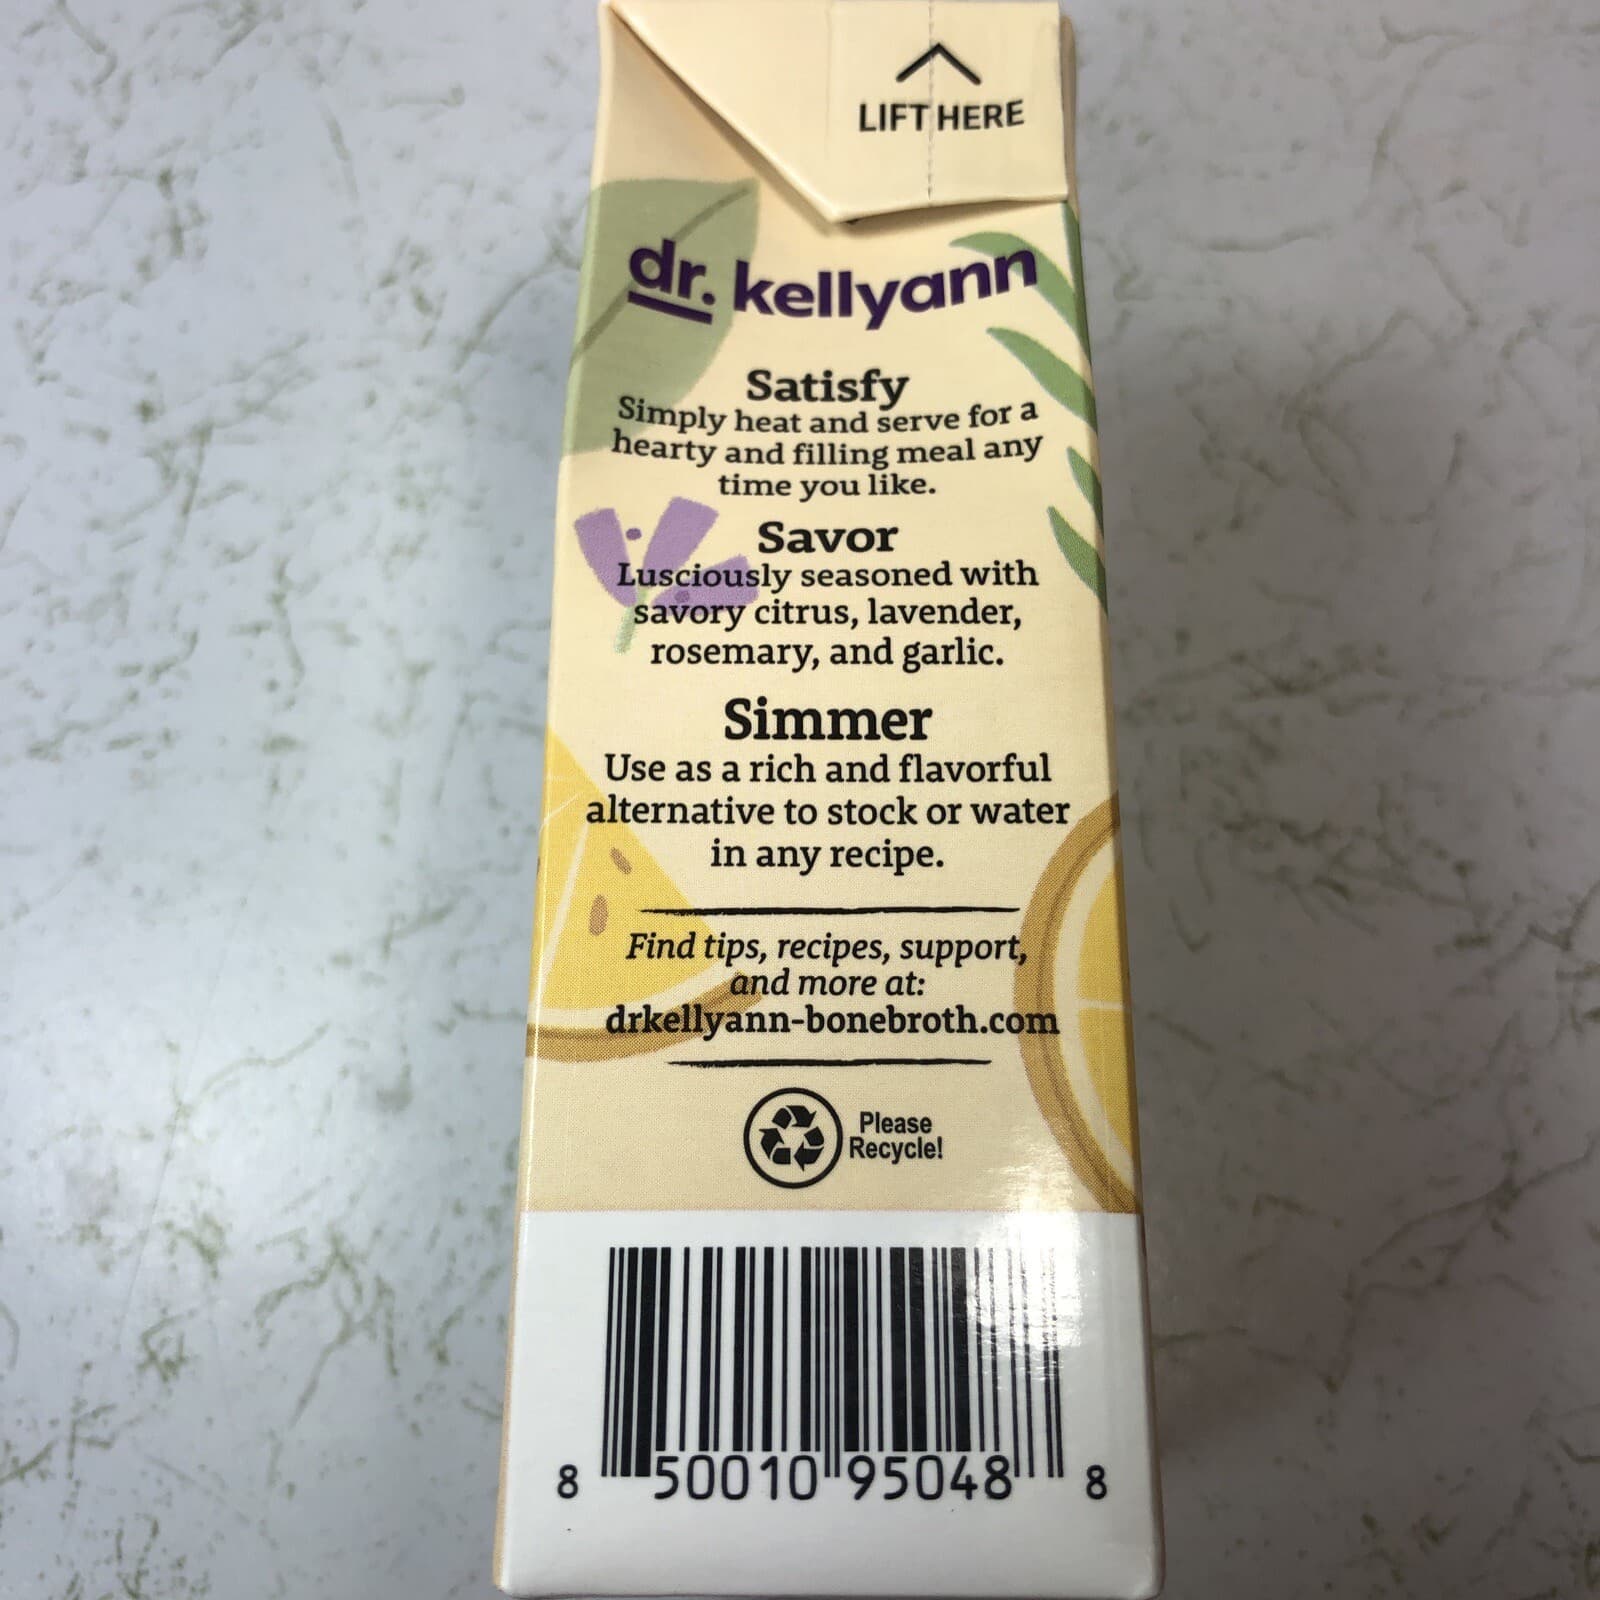 LIFT HERE
dr. kellyann
Satisfy
Simply heat and serve for a
hearty and filling meal any
time you like.
Savor
Lusciously seasoned with
savory citrus, lavender,
rosemary, and garlic.
Simmer
Use as a rich and flavorful
alternative to stock or water
in any recipe.
Find tips, recipes, support,
and more at:
drkellyann-bonebroth.com
Please
Recycle!
8 50010 95048 8